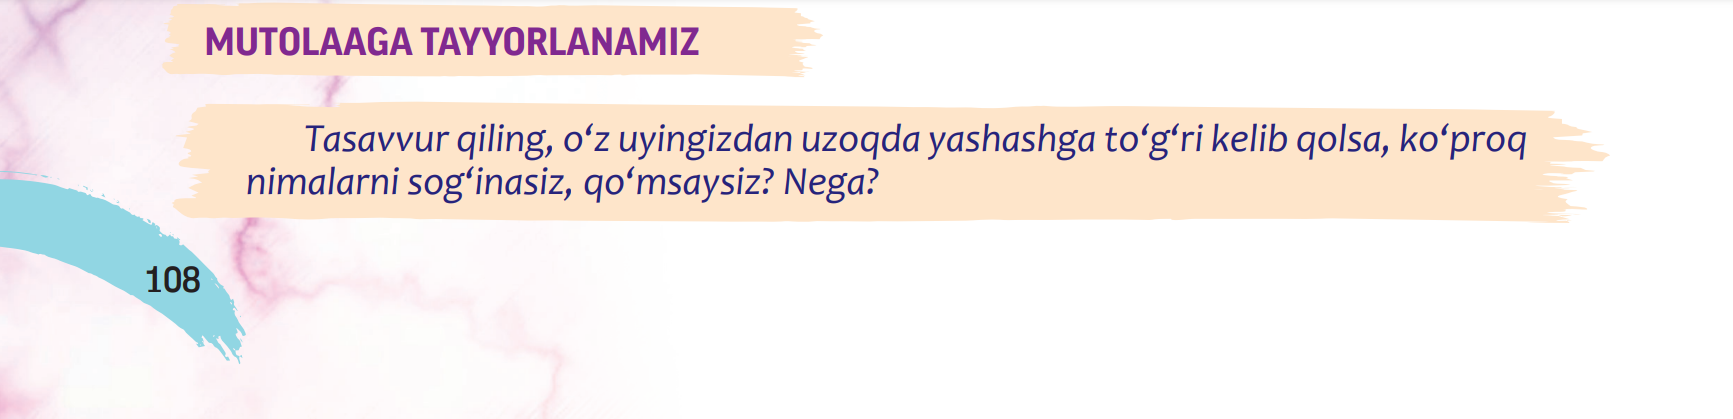 MUTOLAAGA TAYYORLANAMIZ
Tasavvur qiling, o‘z uyingizdan uzoqda yashashga to‘g‘ri kelib qolsa, ko‘proq
nimalarni sog‘inasiz, qo‘msaysiz? Nega?
108